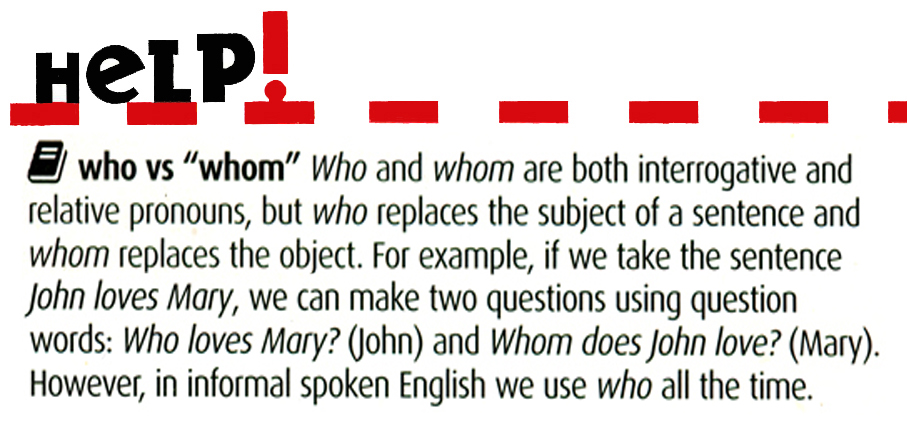 HELP!
who vs “whom” Who and whom are both interrogative and
relative pronouns, but who replaces the subject of a sentence and
whom replaces the object. For example, if we take the sentence
John loves Mary, we can make two questions using question
words: Who loves Mary? (John) and Whom does John love? (Mary).
However, in informal spoken English we use who all the time.